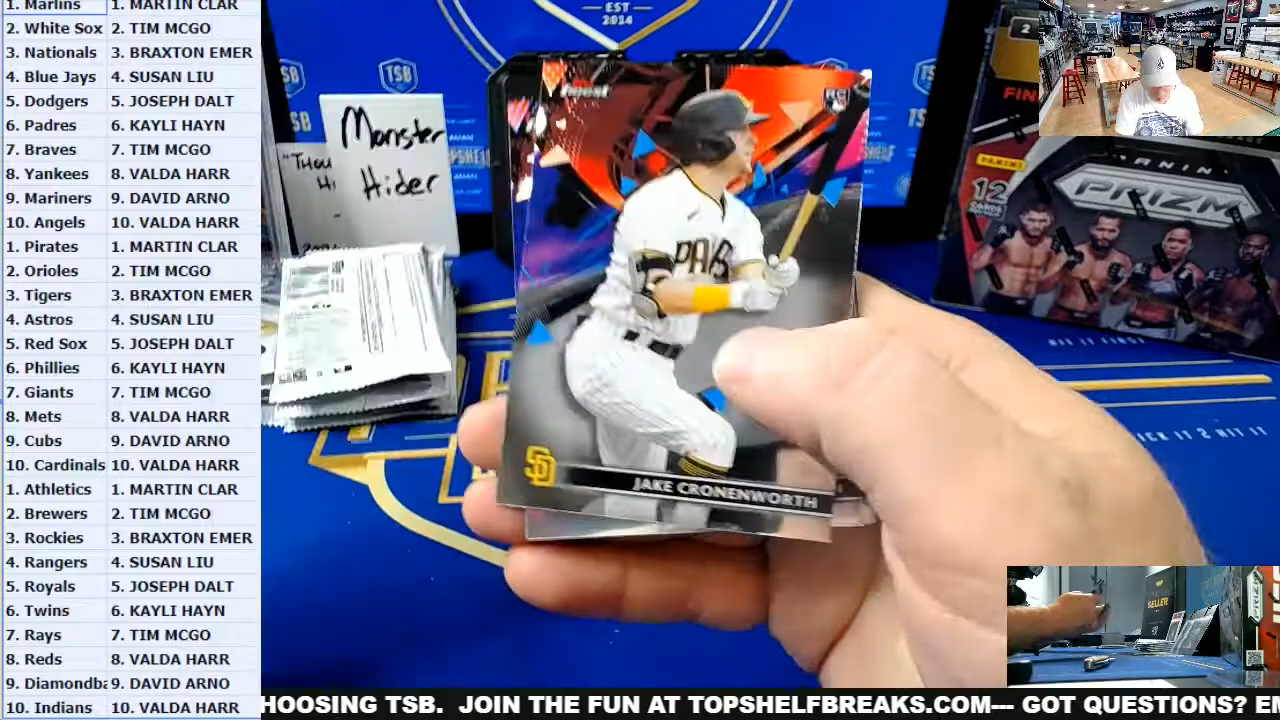 1. Marlins 1. MARTIN CLAR
2. White Sox 2. TIM MCGO
3. Nationals 3. BRAXTON EMER
4. Blue Jays 4. SUSAN LIU
5. Dodgers 5. JOSEPH DALT
6. Padres 6. KAYLI HAYN
7. Braves 7. TIM MCGO
8. Yankees 8. VALDA HARR
9. Mariners 9. DAVID ARNO
10. Angels 10. VALDA HARR
1. Pirates 1. MARTIN CLAR
2. Orioles 2. TIM MCGO
3. Tigers 3. BRAXTON EMER
4. Astros 4. SUSAN LIU
5. Red Sox 5. JOSEPH DALT
6. Phillies 6. KAYLI HAYN
7. Giants 7. TIM MCGO
8. Mets 8. VALDA HARR
9. Cubs 9. DAVID ARNO
10. Cardinals 10. VALDA HARR
1. Athletics 1. MARTIN CLAR
2. Brewers 2. TIM MCGO
3. Rockies 3. BRAXTON EMER
4. Rangers 4. SUSAN LIU
5. Royals 5. JOSEPH DALT
6. Twins 6. KAYLI HAYN
7. Rays 7. TIM MCGO
8. Reds 8. VALDA HARR
9. Diamondba 9. DAVID ARNO
10. Indians 10. VALDA HARR
EST
2014
TSB
Monster
Hider
Finest
RC
PA
SD
JAKE CRONENWORTH
2
FIN
PANINI
12
CARDS
PANINI
PRIZM
SELLER
HOOSING TSB. JOIN THE FUN AT TOPSHELFBREAKS.COM--- GOT QUESTIONS? EM